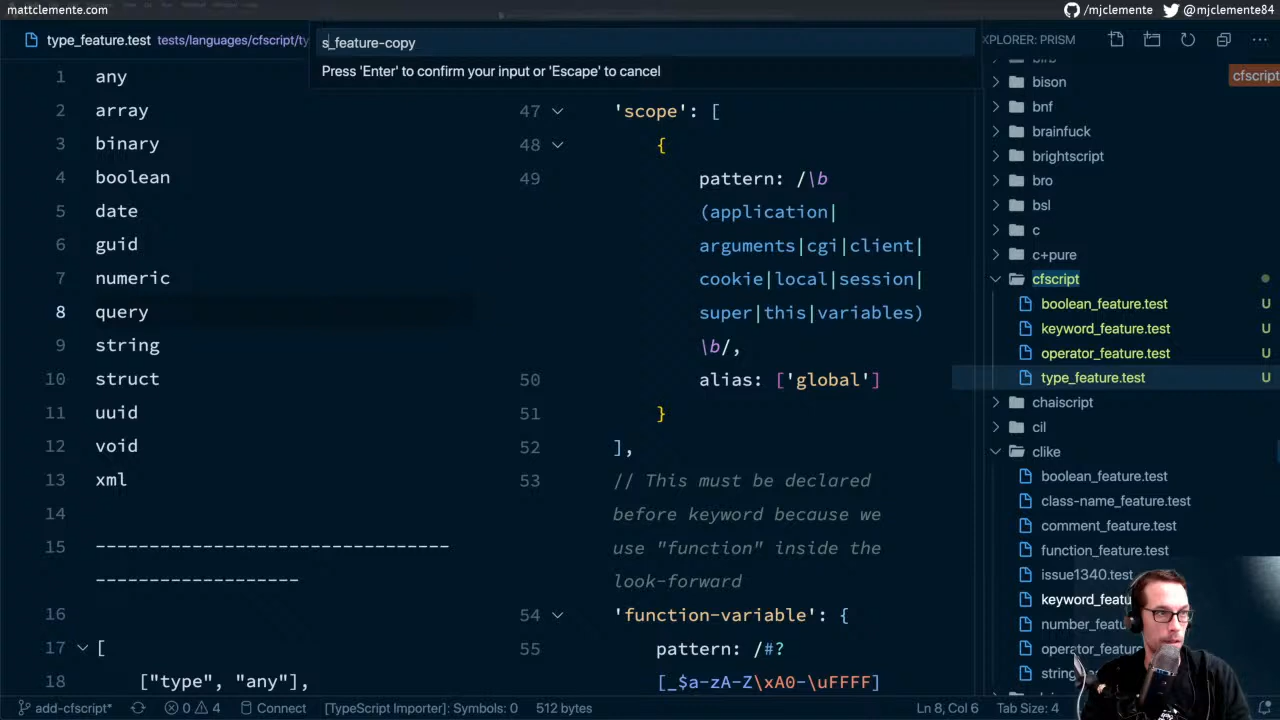 mattclemente.com
/mjclemente @mjclemente84
type_feature.test tests/languages/cfscript/ty
s_feature-copy
Press 'Enter' to confirm your input or 'Escape' to cancel
XPLORER: PRISM
1 any
2 array
3 binary
4 boolean
5 date
6 guid
7 numeric
8 query
9 string
10 struct
11 uuid
12 void
13 xml
14
15 ---------------------------------
-------------------
16
17 [
18 ["type", "any"],
47 'scope': [
48 {
49 pattern: /\b
(application|
arguments|cgi|client|
cookie|local|session|
super|this|variables)
\b/,
50 alias: ['global']
51 }
52 ],
53 // This must be declared
before keyword because we
use "function" inside the
look-forward
54 'function-variable': {
55 pattern: /#?
[_$a-zA-Z\xA0-\uFFFF]
cfscript
bison
bnf
brainfuck
brightscript
bro
bsl
c
c+pure
cfscript
boolean_feature.test U
keyword_feature.test U
operator_feature.test U
type_feature.test U
chaiscript
cil
clike
boolean_feature.test
class-name_feature.test
comment_feature.test
function_feature.test
issue1340.test
keyword_featu
number_featu
operator_featu
string
add-cfscript* 0 4 Connect [TypeScript Importer]: Symbols: 0 512 bytes Ln 8, Col 6 Tab Size: 4